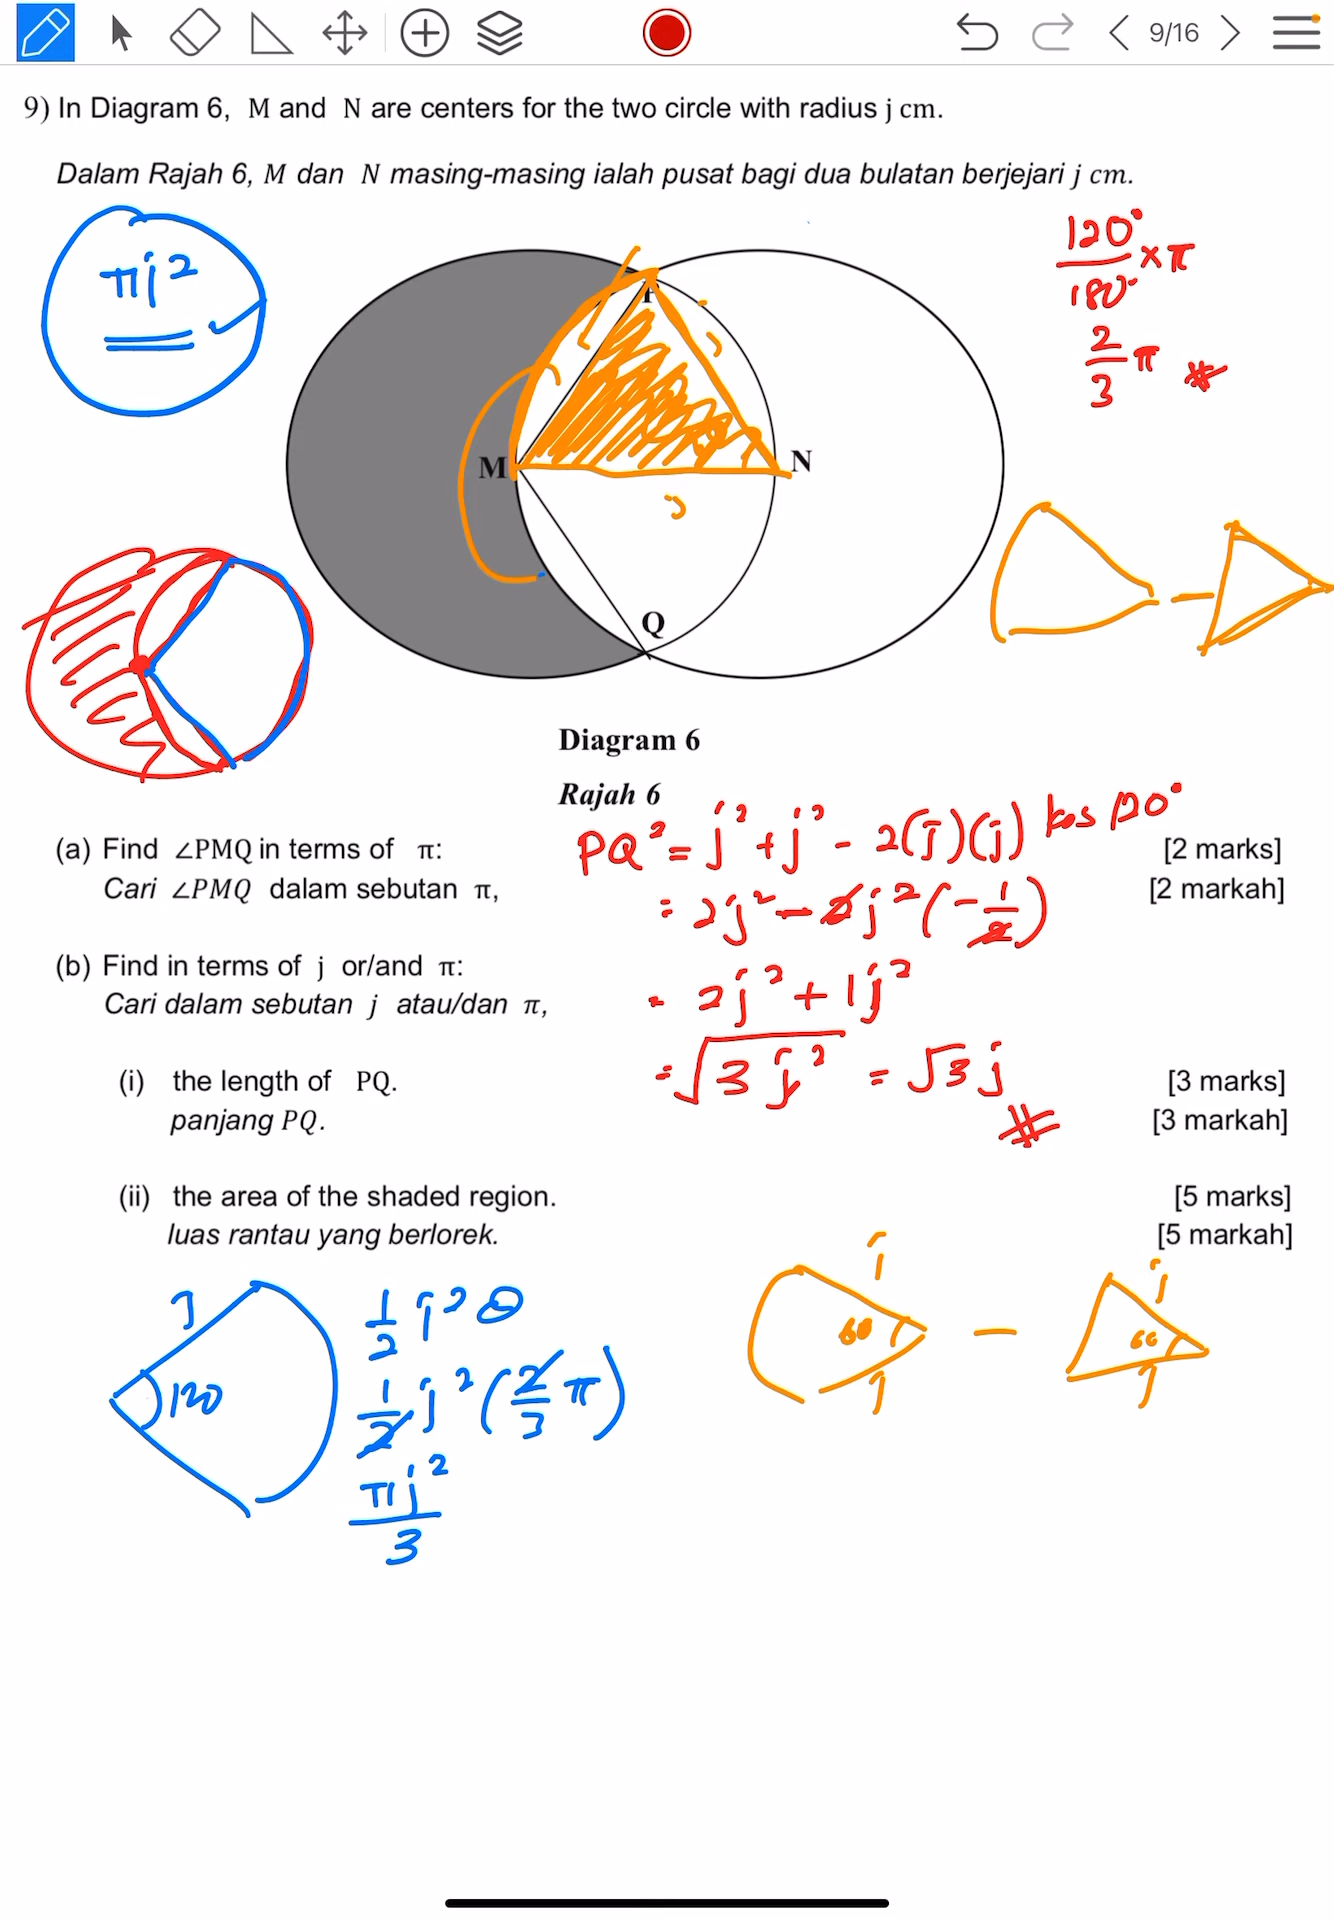 9/16
9) In Diagram 6, M and N are centers for the two circle with radius j cm.
Dalam Rajah 6, M dan N masing-masing ialah pusat bagi dua bulatan berjejari j cm.
πj²
120°/180° × π
2/3 π #
P
j
M
N
j
Q
Diagram 6
Rajah 6
PQ² = j² + j² - 2(j)(j) kos 120°
(a) Find ∠PMQ in terms of π: [2 marks]
Cari ∠PMQ dalam sebutan π, [2 markah]
= 2j² - 2j²(-1/2)
(b) Find in terms of j or/and π:
Cari dalam sebutan j atau/dan π,
= 2j² + 1j²
= √3j² = √3 j #
(i) the length of PQ. [3 marks]
panjang PQ. [3 markah]
(ii) the area of the shaded region. [5 marks]
luas rantau yang berlorek. [5 markah]
j
120
1/2 j² θ
1/2 j² (2/3 π)
πj²/3
j
60
j
−
j
60
j